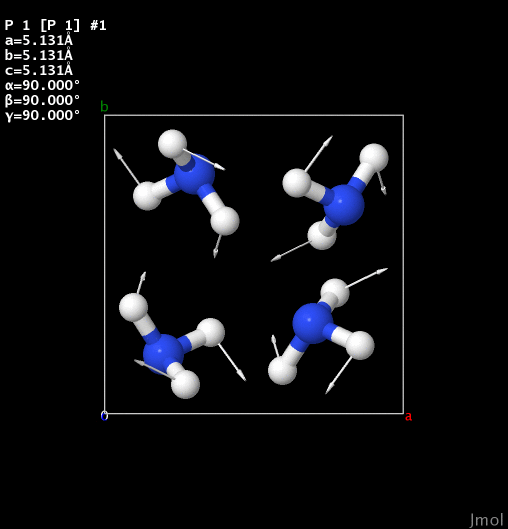 P 1 [P 1] #1
a=5.131Å
b=5.131Å
c=5.131Å
α=90.000°
β=90.000°
γ=90.000°
b
0
a
Jmol